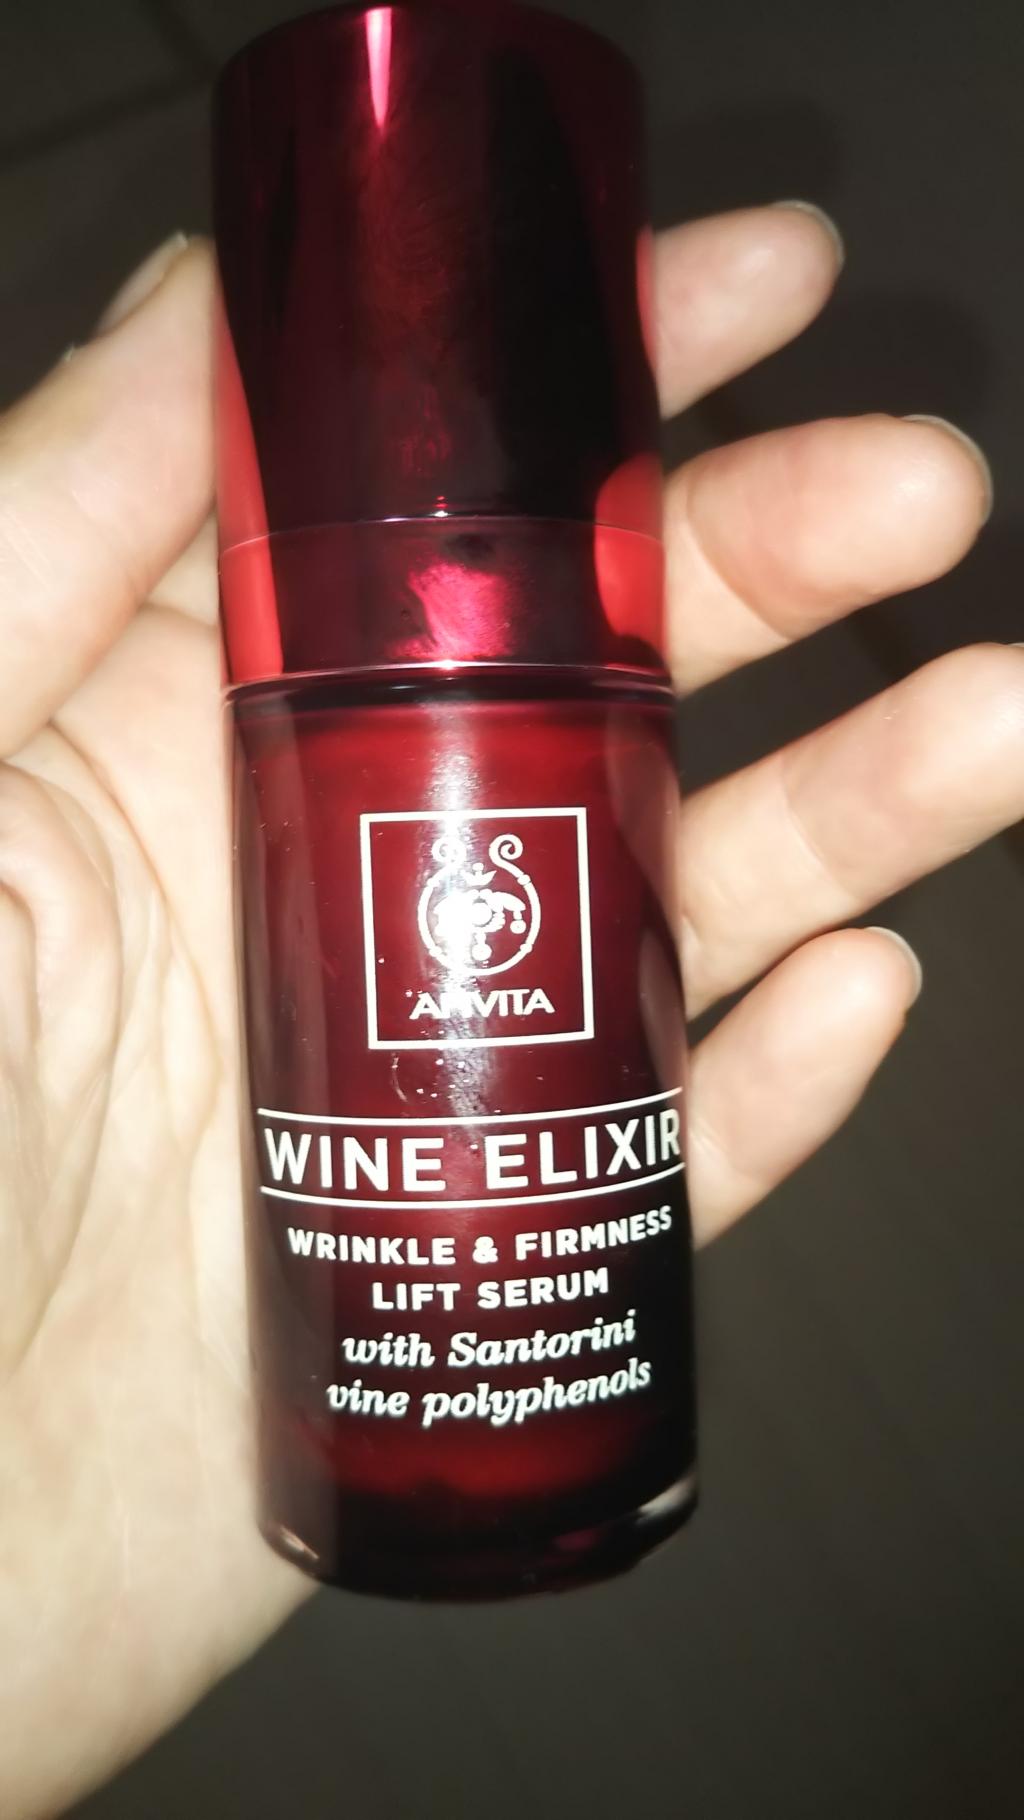 APIVITA
WINE ELIXIR
WRINKLE & FIRMNESS
LIFT SERUM
with Santorini
vine polyphenols